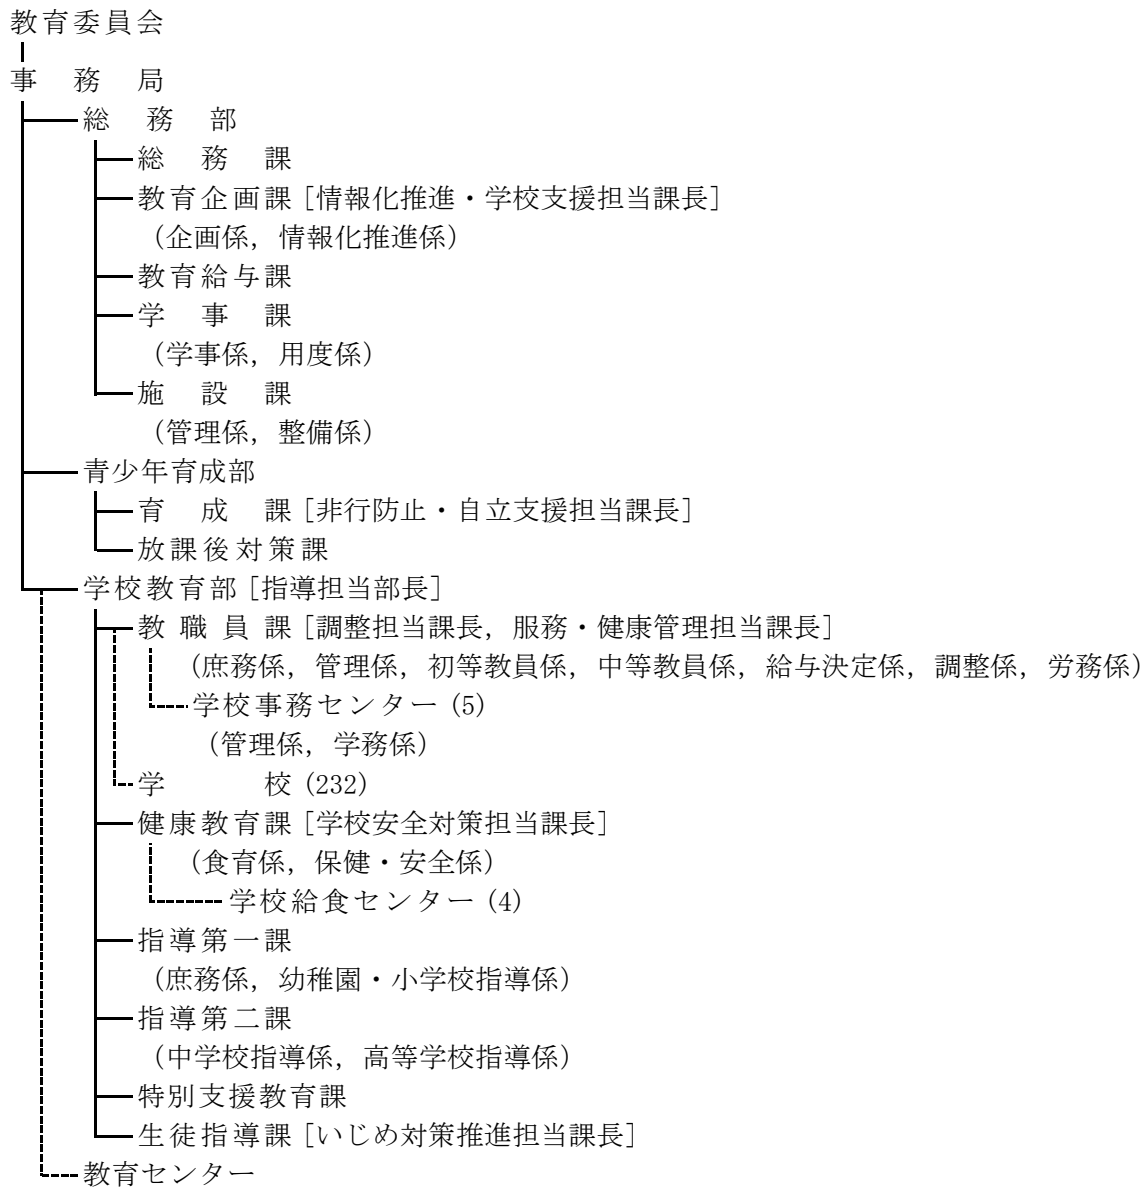 教育委員会
事務局
総務部
総務課
教育企画課［情報化推進・学校支援担当課長］
（企画係，情報化推進係）
教育給与課
学事課
（学事係，用度係）
施設課
（管理係，整備係）
青少年育成部
育成課［非行防止・自立支援担当課長］
放課後対策課
学校教育部［指導担当部長］
教職員課［調整担当課長，服務・健康管理担当課長］
（庶務係，管理係，初等教員係，中等教員係，給与決定係，調整係，労務係）
学校事務センター(5)
（管理係，学務係）
学校(232)
健康教育課［学校安全対策担当課長］
（食育係，保健・安全係）
学校給食センター(4)
指導第一課
（庶務係，幼稚園・小学校指導係）
指導第二課
（中学校指導係，高等学校指導係）
特別支援教育課
生徒指導課［いじめ対策推進担当課長］
教育センター